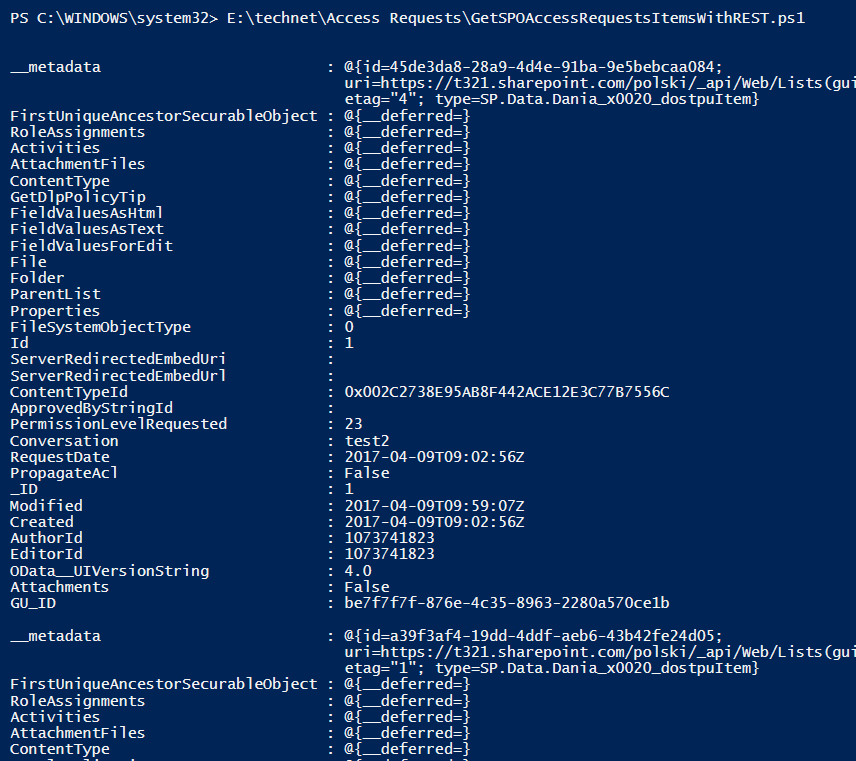 PS C:\WINDOWS\system32> E:\technet\Access Requests\GetSPOAccessRequestsItemsWithREST.ps1
__metadata : @{id=45de3da8-28a9-4d4e-91ba-9e5bebcaa084;
uri=https://t321.sharepoint.com/polski/_api/Web/Lists(gui
etag="4"; type=SP.Data.Dania_x0020_dostpuItem}
FirstUniqueAncestorSecurableObject : @{__deferred=}
RoleAssignments : @{__deferred=}
Activities : @{__deferred=}
AttachmentFiles : @{__deferred=}
ContentType : @{__deferred=}
GetDlpPolicyTip : @{__deferred=}
FieldValuesAsHtml : @{__deferred=}
FieldValuesAsText : @{__deferred=}
FieldValuesForEdit : @{__deferred=}
File : @{__deferred=}
Folder : @{__deferred=}
ParentList : @{__deferred=}
Properties : @{__deferred=}
FileSystemObjectType : 0
Id : 1
ServerRedirectedEmbedUri :
ServerRedirectedEmbedUrl :
ContentTypeId : 0x002C2738E95AB8F442ACE12E3C77B7556C
ApprovedByStringId :
PermissionLevelRequested : 23
Conversation : test2
RequestDate : 2017-04-09T09:02:56Z
PropagateAcl : False
_ID : 1
Modified : 2017-04-09T09:59:07Z
Created : 2017-04-09T09:02:56Z
AuthorId : 1073741823
EditorId : 1073741823
OData__UIVersionString : 4.0
Attachments : False
GU_ID : be7f7f7f-876e-4c35-8963-2280a570ce1b
__metadata : @{id=a39f3af4-19dd-4ddf-aeb6-43b42fe24d05;
uri=https://t321.sharepoint.com/polski/_api/Web/Lists(gui
etag="1"; type=SP.Data.Dania_x0020_dostpuItem}
FirstUniqueAncestorSecurableObject : @{__deferred=}
RoleAssignments : @{__deferred=}
Activities : @{__deferred=}
AttachmentFiles : @{__deferred=}
ContentType : @{__deferred=}